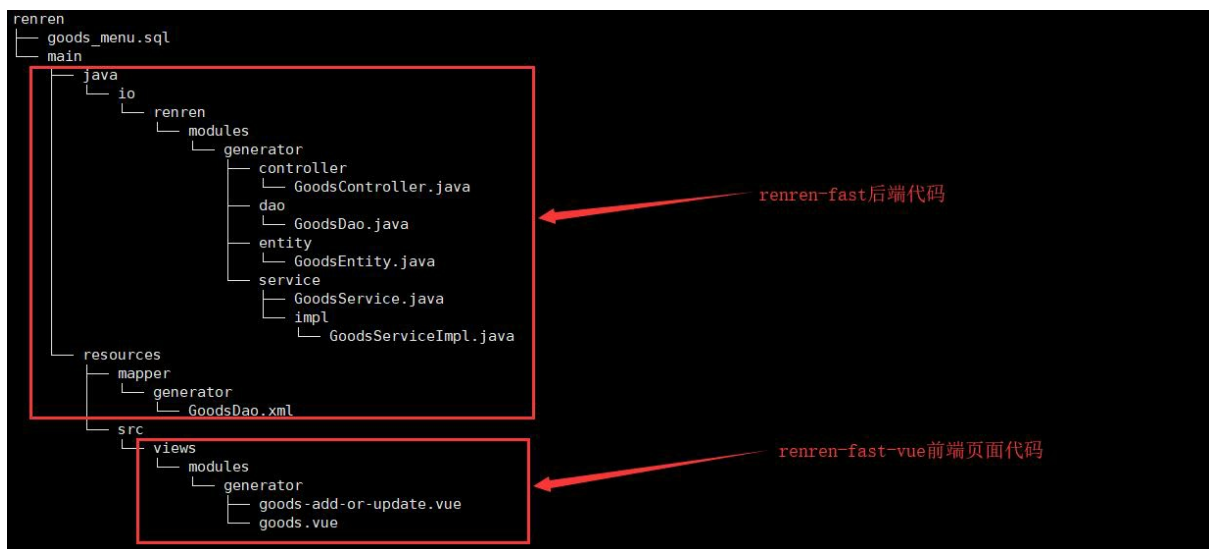 renren
├── goods_menu.sql
└── main
    ├── java
    │   └── io
    │       └── renren
    │           └── modules
    │               └── generator
    │                   ├── controller
    │                   │   └── GoodsController.java
renren-fast后端代码
    │                   ├── dao
    │                   │   └── GoodsDao.java
    │                   ├── entity
    │                   │   └── GoodsEntity.java
    │                   └── service
    │                       ├── GoodsService.java
    │                       └── impl
    │                           └── GoodsServiceImpl.java
    └── resources
        ├── mapper
        │   └── generator
        │       └── GoodsDao.xml
        └── src
            └── views
renren-fast-vue前端页面代码
                └── modules
                    └── generator
                        ├── goods-add-or-update.vue
                        └── goods.vue